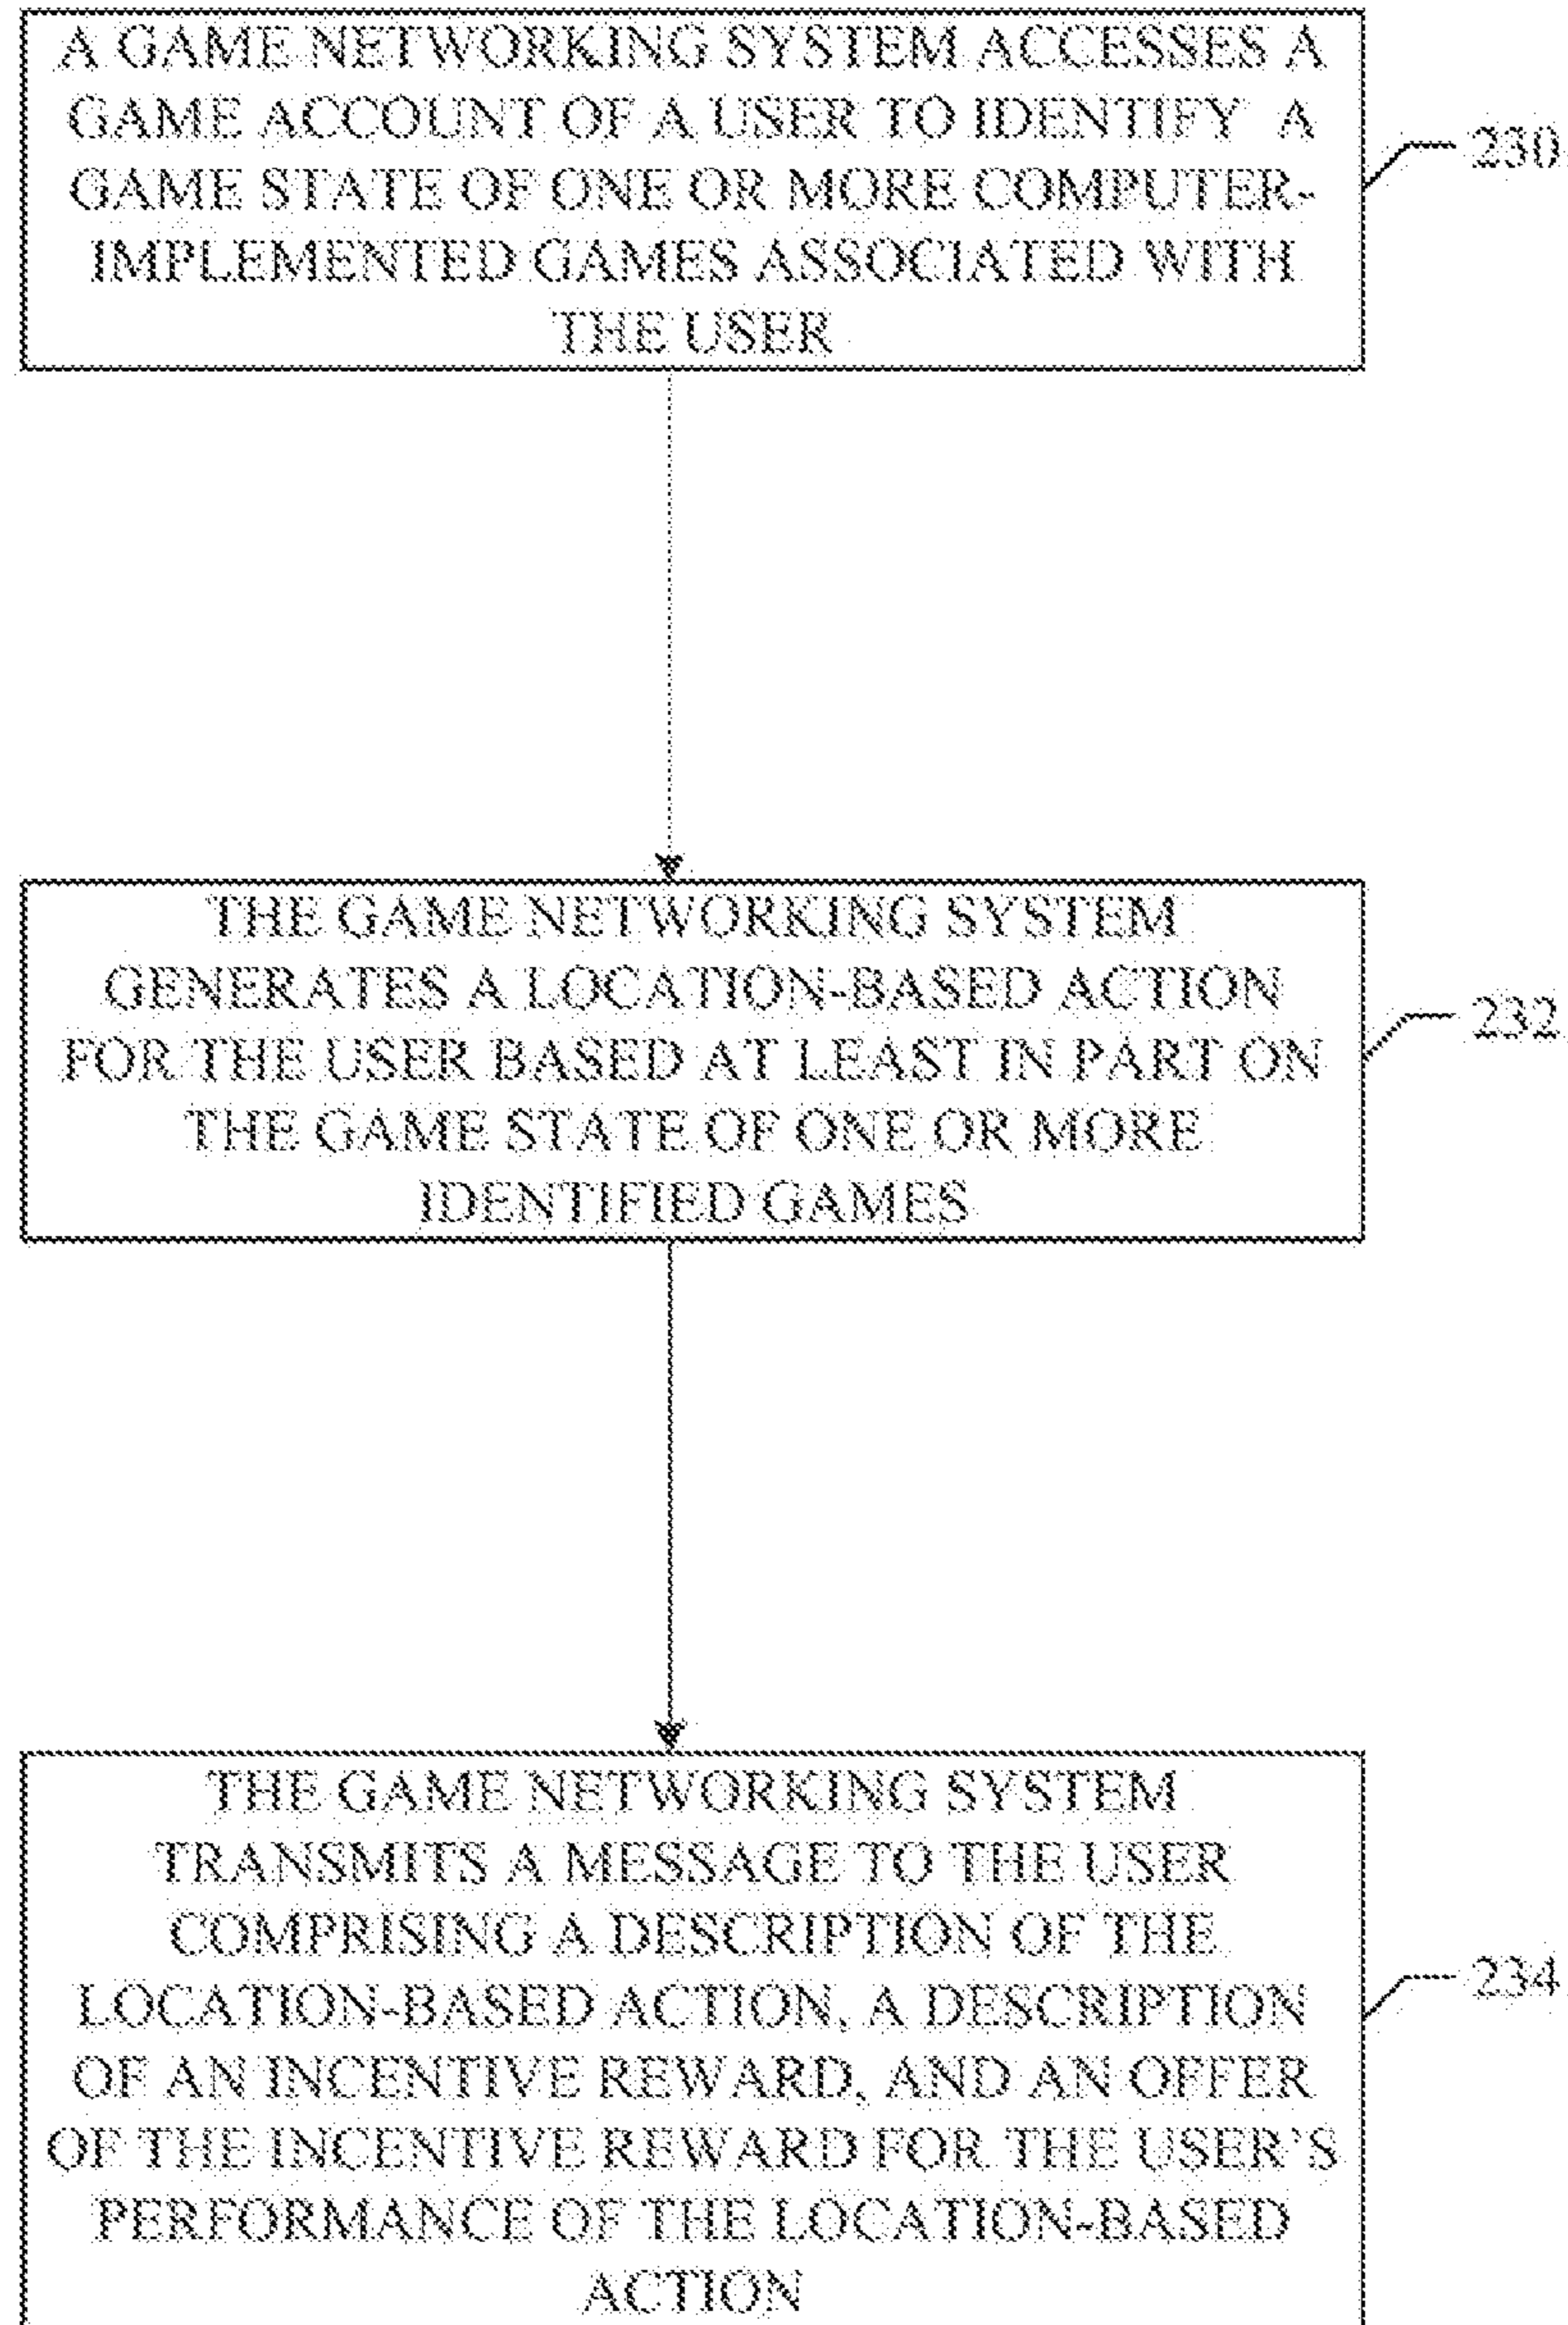 A GAME NETWORKING SYSTEM ACCESSES A
GAME ACCOUNT OF A USER TO IDENTIFY A
GAME STATE OF ONE OR MORE COMPUTER-
IMPLEMENTED GAMES ASSOCIATED WITH
THE USER
230
THE GAME NETWORKING SYSTEM
GENERATES A LOCATION-BASED ACTION
FOR THE USER BASED AT LEAST IN PART ON
THE GAME STATE OF ONE OR MORE
IDENTIFIED GAMES
232
THE GAME NETWORKING SYSTEM
TRANSMITS A MESSAGE TO THE USER
COMPRISING A DESCRIPTION OF THE
LOCATION-BASED ACTION, A DESCRIPTION
OF AN INCENTIVE REWARD, AND AN OFFER
OF THE INCENTIVE REWARD FOR THE USER'S
PERFORMANCE OF THE LOCATION-BASED
ACTION
234